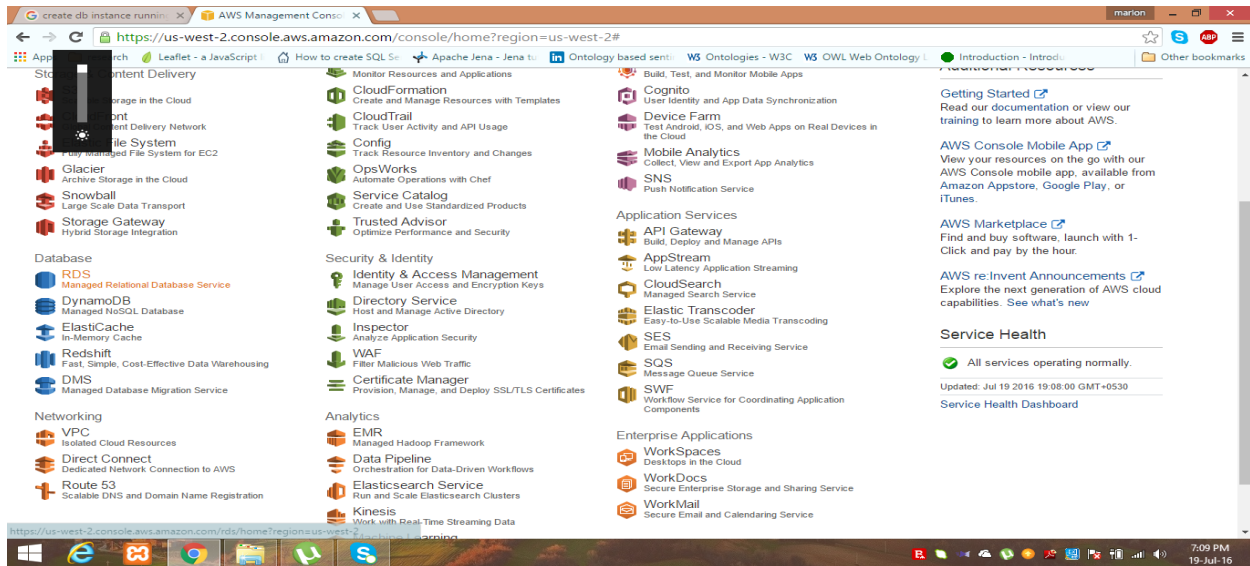 create db instance runnin
AWS Management Conso
marion
https://us-west-2.console.aws.amazon.com/console/home?region=us-west-2#
Leaflet - a JavaScript
How to create SQL Se
Apache Jena - Jena tu
Ontology based senti
Ontologies - W3C
OWL Web Ontology L
Introduction - Introdu
Other bookmarks
Content Delivery
Storage in the Cloud
Content Delivery Network
File System
Fully Managed File System for EC2
Glacier
Archive Storage in the Cloud
Snowball
Large Scale Data Transport
Storage Gateway
Hybrid Storage Integration
Database
RDS
Managed Relational Database Service
DynamoDB
Managed NoSQL Database
ElastiCache
In-Memory Cache
Redshift
Fast, Simple, Cost-Effective Data Warehousing
DMS
Managed Database Migration Service
Networking
VPC
Isolated Cloud Resources
Direct Connect
Dedicated Network Connection to AWS
Route 53
Scalable DNS and Domain Name Registration
Monitor Resources and Applications
CloudFormation
Create and Manage Resources with Templates
CloudTrail
Track User Activity and API Usage
Config
Track Resource Inventory and Changes
OpsWorks
Automate Operations with Chef
Service Catalog
Create and Use Standardized Products
Trusted Advisor
Optimize Performance and Security
Security & Identity
Identity & Access Management
Manage User Access and Encryption Keys
Directory Service
Host and Manage Active Directory
Inspector
Analyze Application Security
WAF
Filter Malicious Web Traffic
Certificate Manager
Provision, Manage, and Deploy SSL/TLS Certificates
Analytics
EMR
Managed Hadoop Framework
Data Pipeline
Orchestration for Data-Driven Workflows
Elasticsearch Service
Run and Scale Elasticsearch Clusters
Kinesis
Work with Real-Time Streaming Data
Machine Learning
Build, Test, and Monitor Mobile Apps
Cognito
User Identity and App Data Synchronization
Device Farm
Test Android, iOS, and Web Apps on Real Devices in
the Cloud
Mobile Analytics
Collect, View and Export App Analytics
SNS
Push Notification Service
Application Services
API Gateway
Build, Deploy and Manage APIs
AppStream
Low Latency Application Streaming
CloudSearch
Managed Search Service
Elastic Transcoder
Easy-to-Use Scalable Media Transcoding
SES
Email Sending and Receiving Service
SQS
Message Queue Service
SWF
Workflow Service for Coordinating Application
Components
Enterprise Applications
WorkSpaces
Desktops in the Cloud
WorkDocs
Secure Enterprise Storage and Sharing Service
WorkMail
Secure Email and Calendaring Service
Additional Resources
Getting Started
Read our documentation or view our
training to learn more about AWS.
AWS Console Mobile App
View your resources on the go with our
AWS Console mobile app, available from
Amazon Appstore, Google Play, or
iTunes.
AWS Marketplace
Find and buy software, launch with 1-
Click and pay by the hour.
AWS re:Invent Announcements
Explore the next generation of AWS cloud
capabilities. See what's new
Service Health
All services operating normally.
Updated: Jul 19 2016 19:08:00 GMT+0530
Service Health Dashboard
https://us-west-2.console.aws.amazon.com/rds/home?region=us-west-2
7:09 PM
19-Jul-16